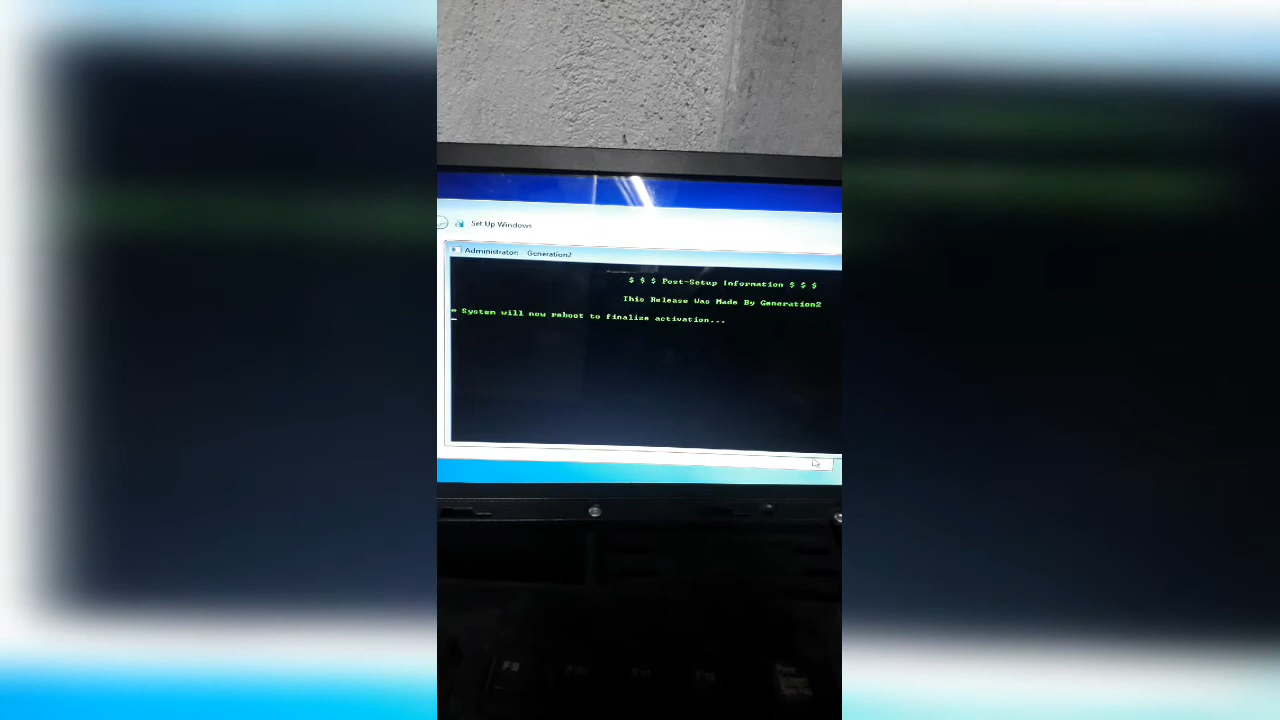 Set Up Windows
Administrator: Generation2
$ $ $ Post-Setup Information $ $ $
This Release Was Made By Generation2
System will now reboot to finalize activation...
F9